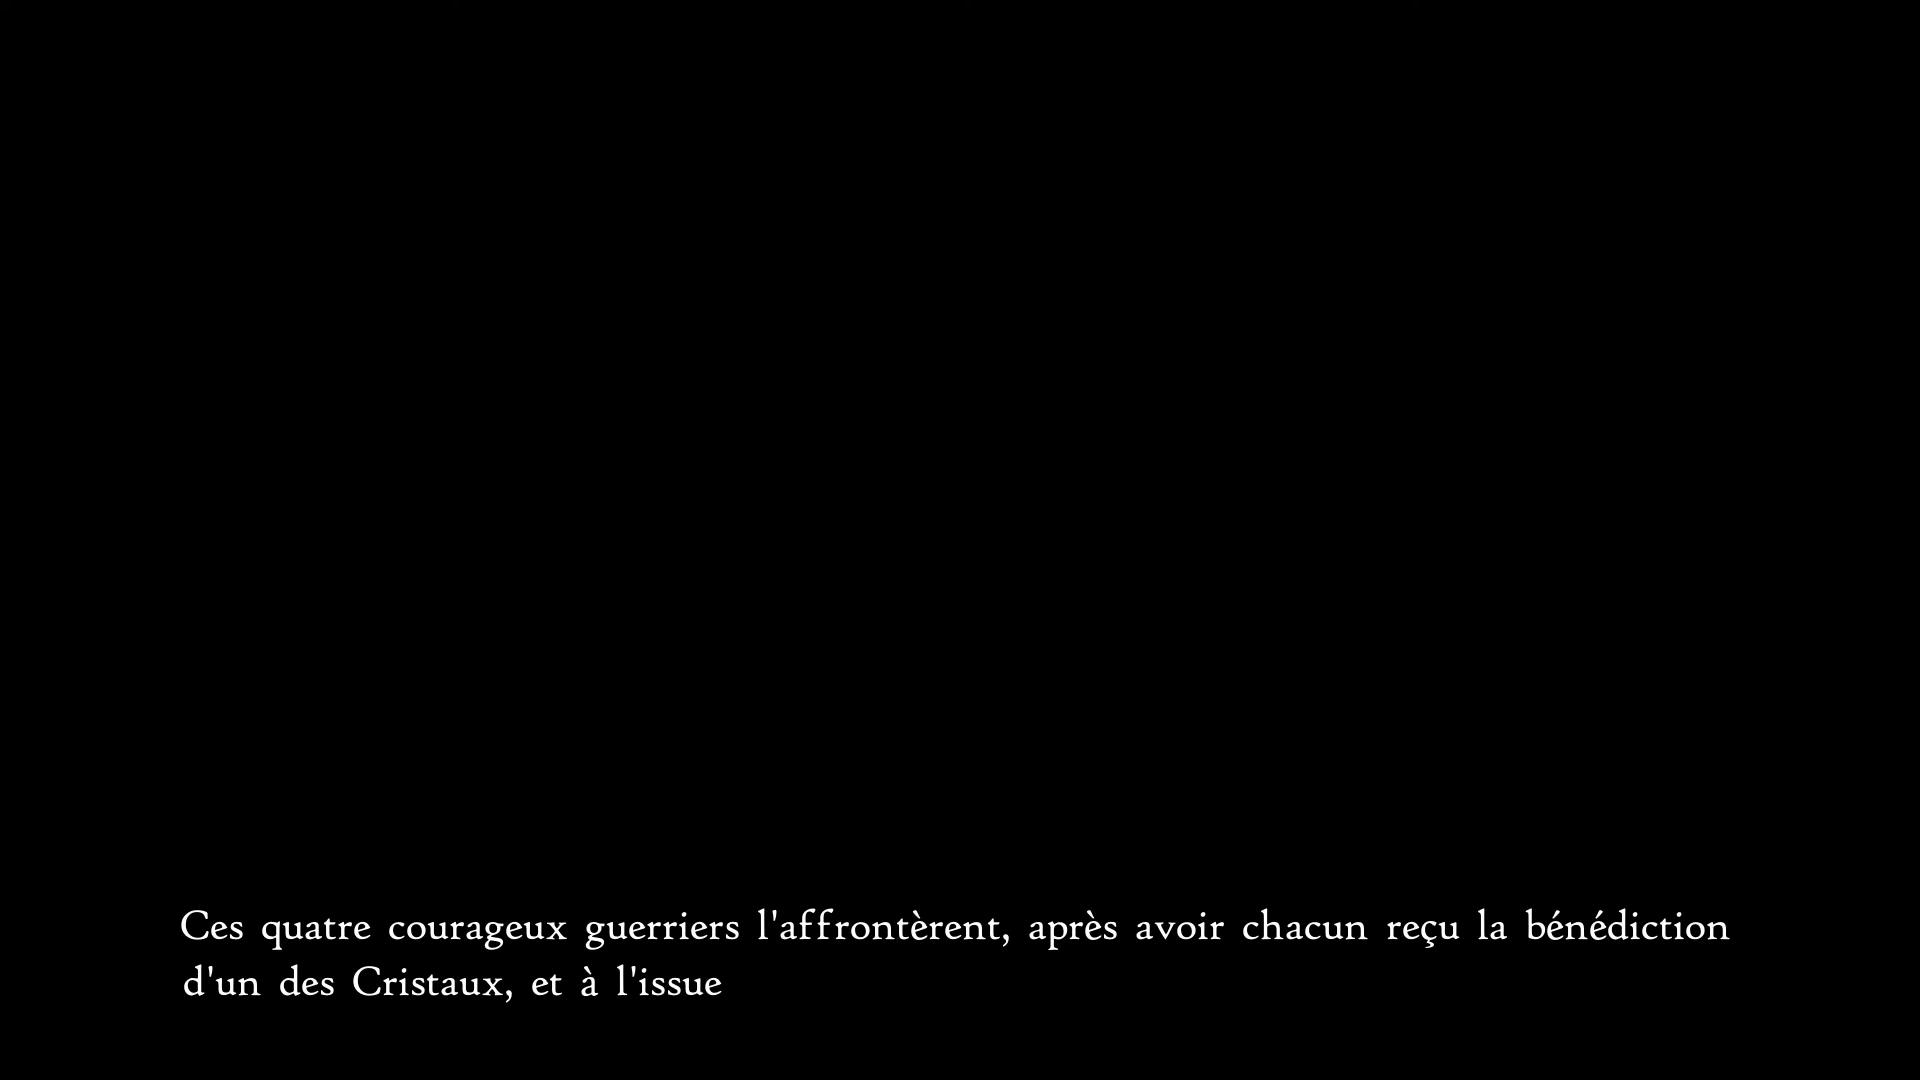 Ces quatre courageux guerriers l'affrontèrent, après avoir chacun reçu la bénédiction
d'un des Cristaux, et à l'issue